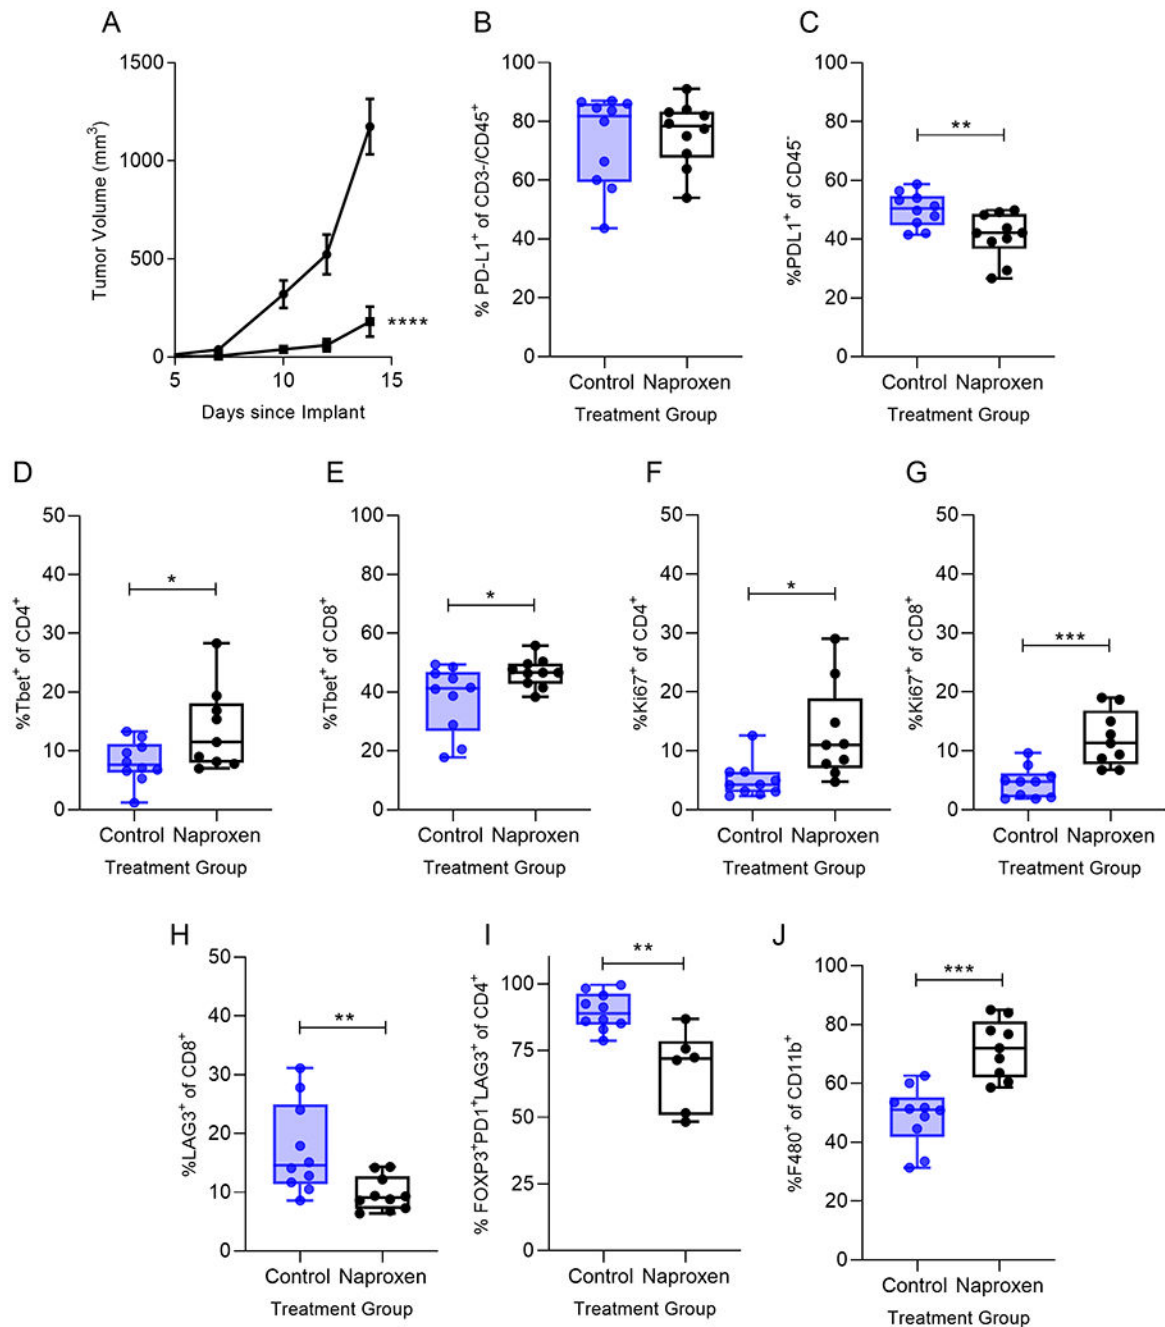 A
1500
1000
500
0
5
10
15
Tumor Volume (mm³)
****
Days since Implant
B
100
80
60
40
20
0
% PD-L1⁺ of CD3-/CD45⁺
Control Naproxen
Treatment Group
C
100
80
60
40
20
0
%PDL1⁺ of CD45⁻
**
Control Naproxen
Treatment Group
D
50
40
30
20
10
0
%Tbet⁺ of CD4⁺
*
Control Naproxen
Treatment Group
E
100
80
60
40
20
0
%Tbet⁺ of CD8⁺
*
Control Naproxen
Treatment Group
F
50
40
30
20
10
0
%Ki67⁺ of CD4⁺
*
Control Naproxen
Treatment Group
G
50
40
30
20
10
0
%Ki67⁺ of CD8⁺
***
Control Naproxen
Treatment Group
H
50
40
30
20
10
0
%LAG3⁺ of CD8⁺
**
Control Naproxen
Treatment Group
I
100
75
50
25
0
% FOXP3⁺PD1⁺LAG3⁺ of CD4⁺
**
Control Naproxen
Treatment Group
J
100
80
60
40
20
0
%F480⁺ of CD11b⁺
***
Control Naproxen
Treatment Group